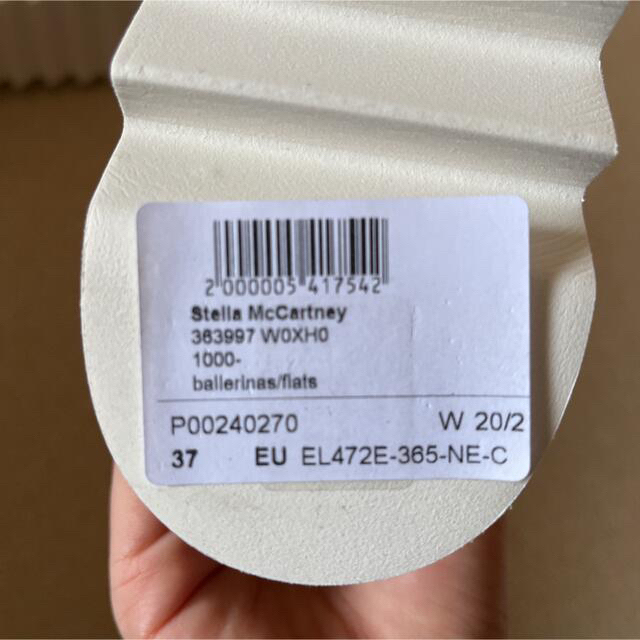 2 000005 417542
Stella McCartney
363997 W0XH0
1000-
ballerinas/flats
P00240270 W 20/2
37 EU EL472E-365-NE-C